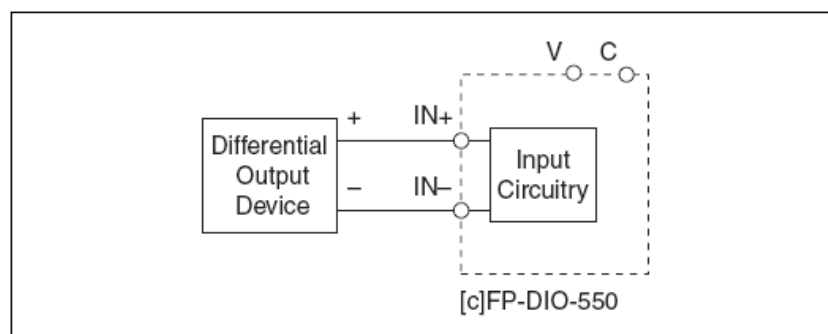 V C
+ IN+
Differential
Output
Device
– IN–
Input
Circuitry
[c]FP-DIO-550